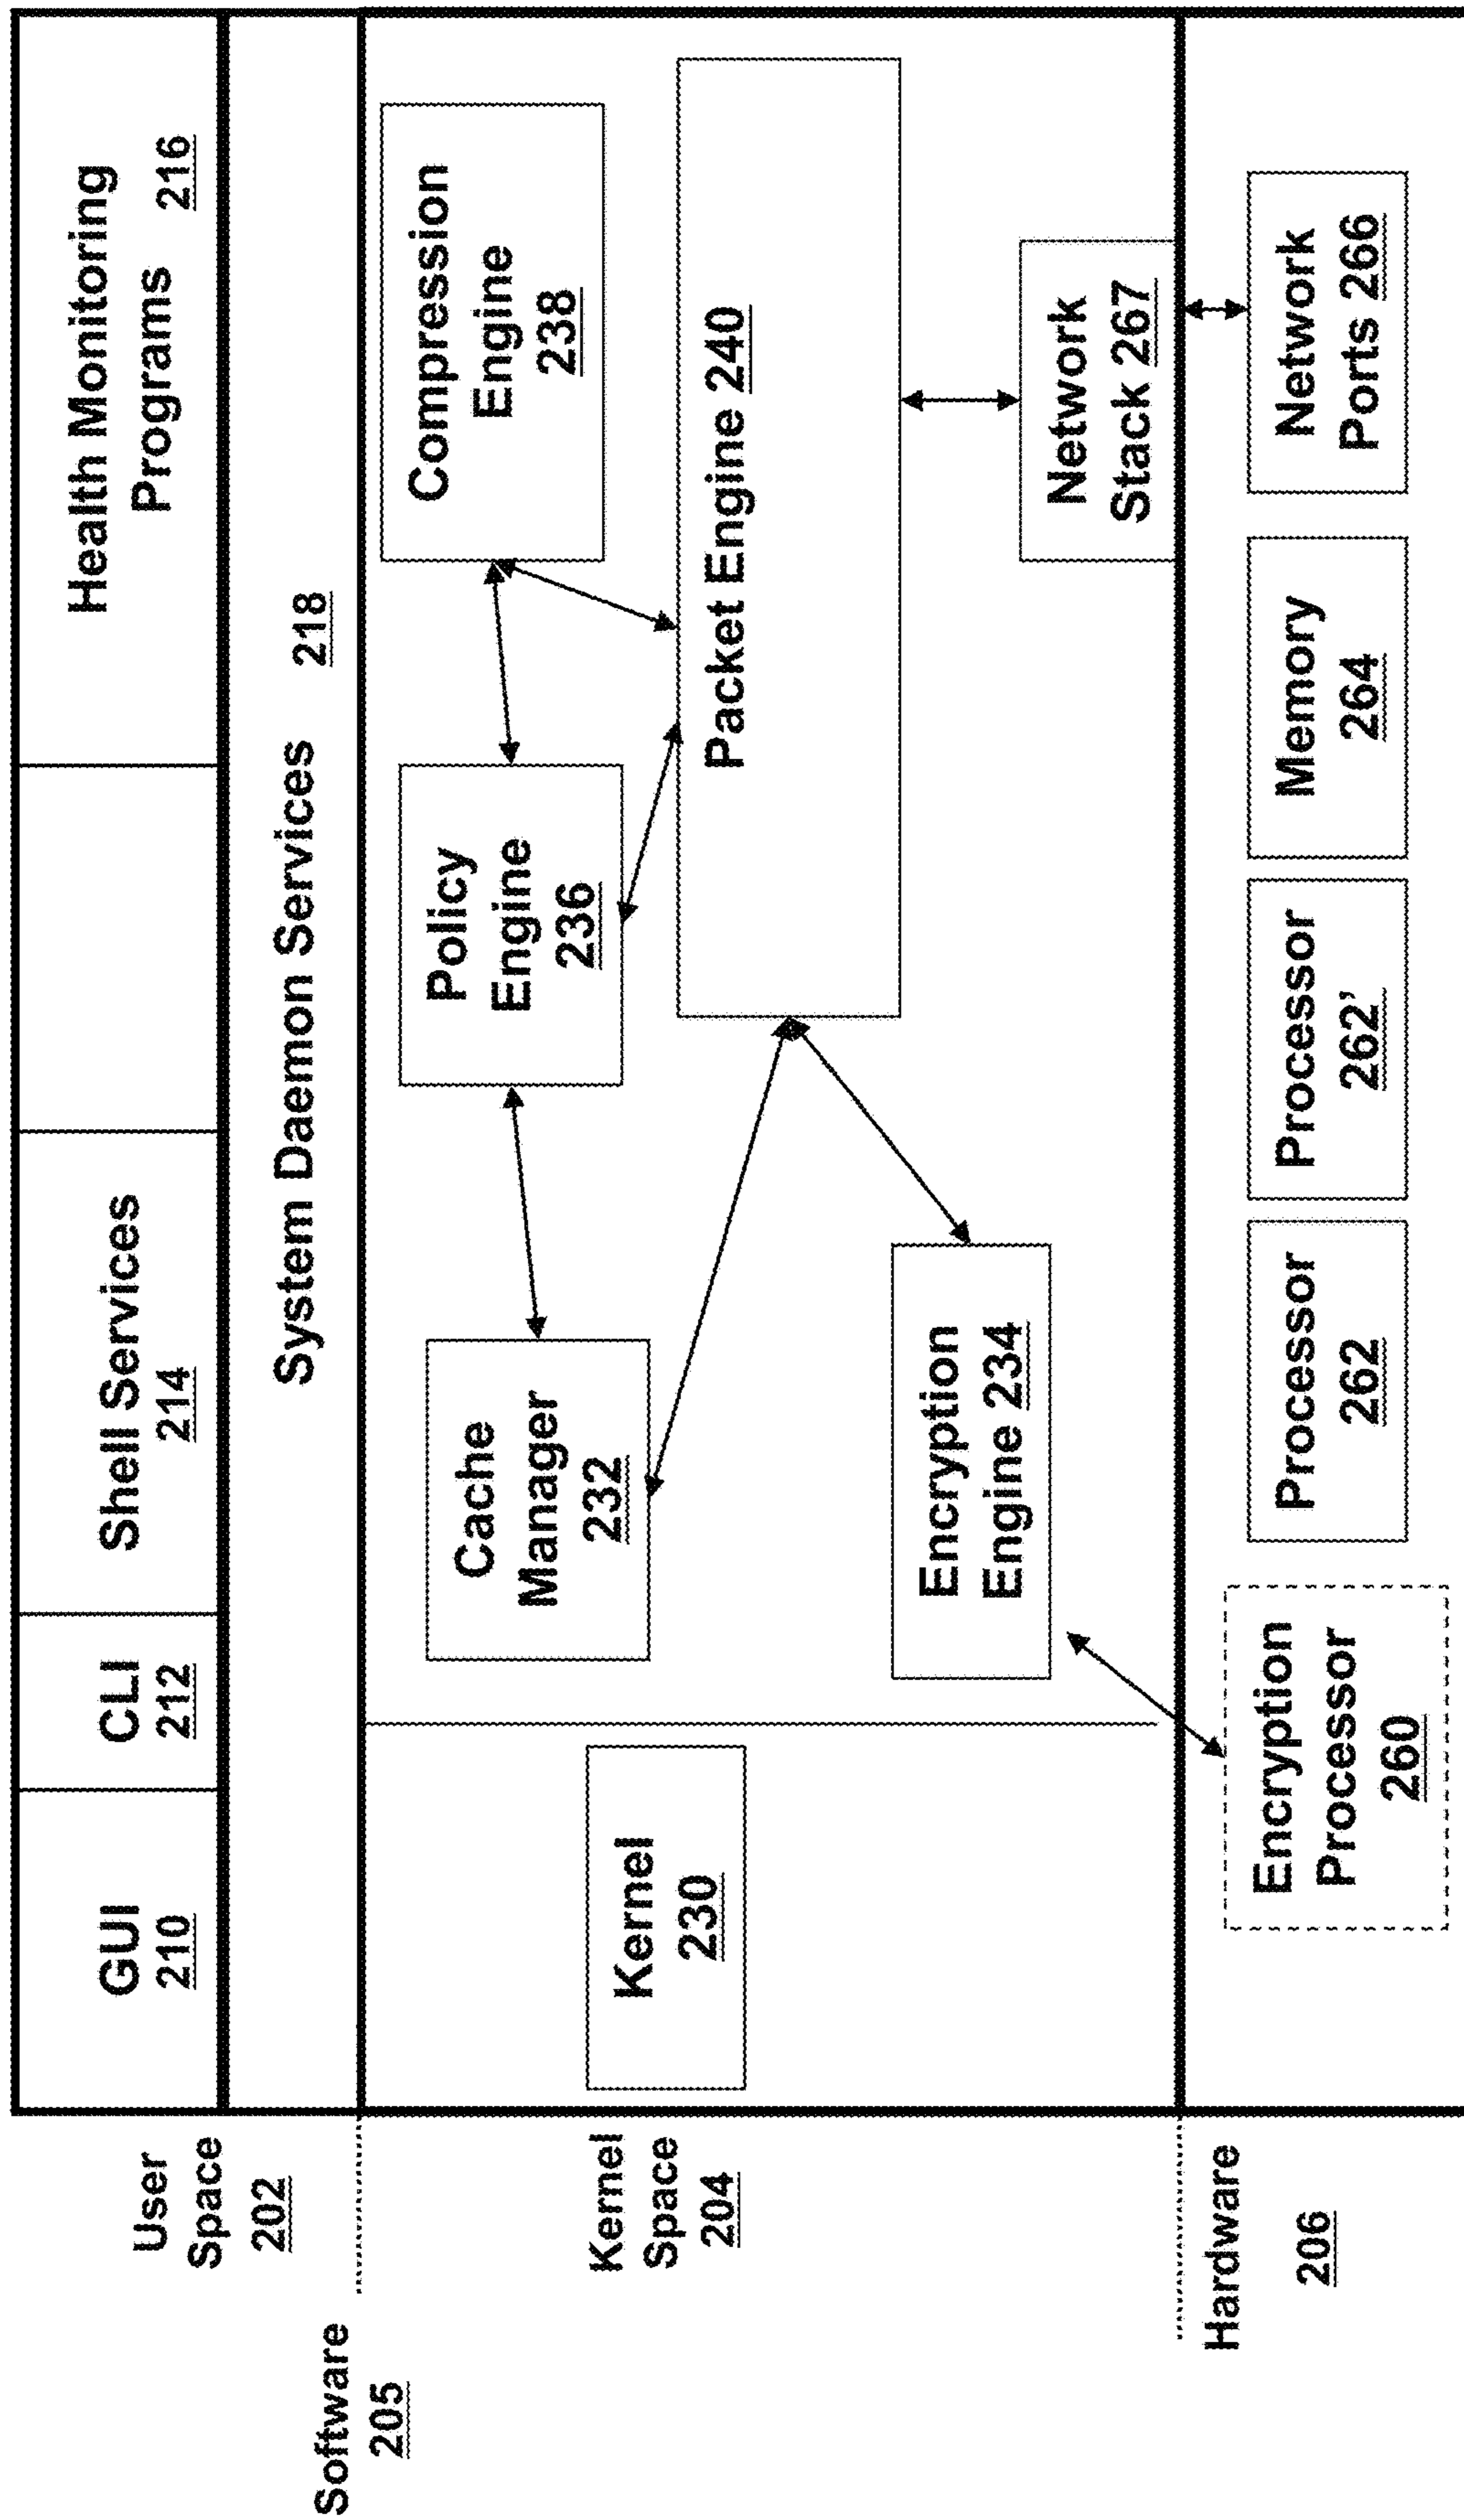 Software
205
User
Space
202
GUI
210
CLI
212
Shell Services
214
Health Monitoring
Programs 216
System Daemon Services 218
Kernel
Space
204
Kernel
230
Cache
Manager
232
Policy
Engine
236
Compression
Engine
238
Packet Engine 240
Encryption
Engine 234
Network
Stack 267
Hardware
206
Encryption
Processor
260
Processor
262
Processor
262'
Memory
264
Network
Ports 266